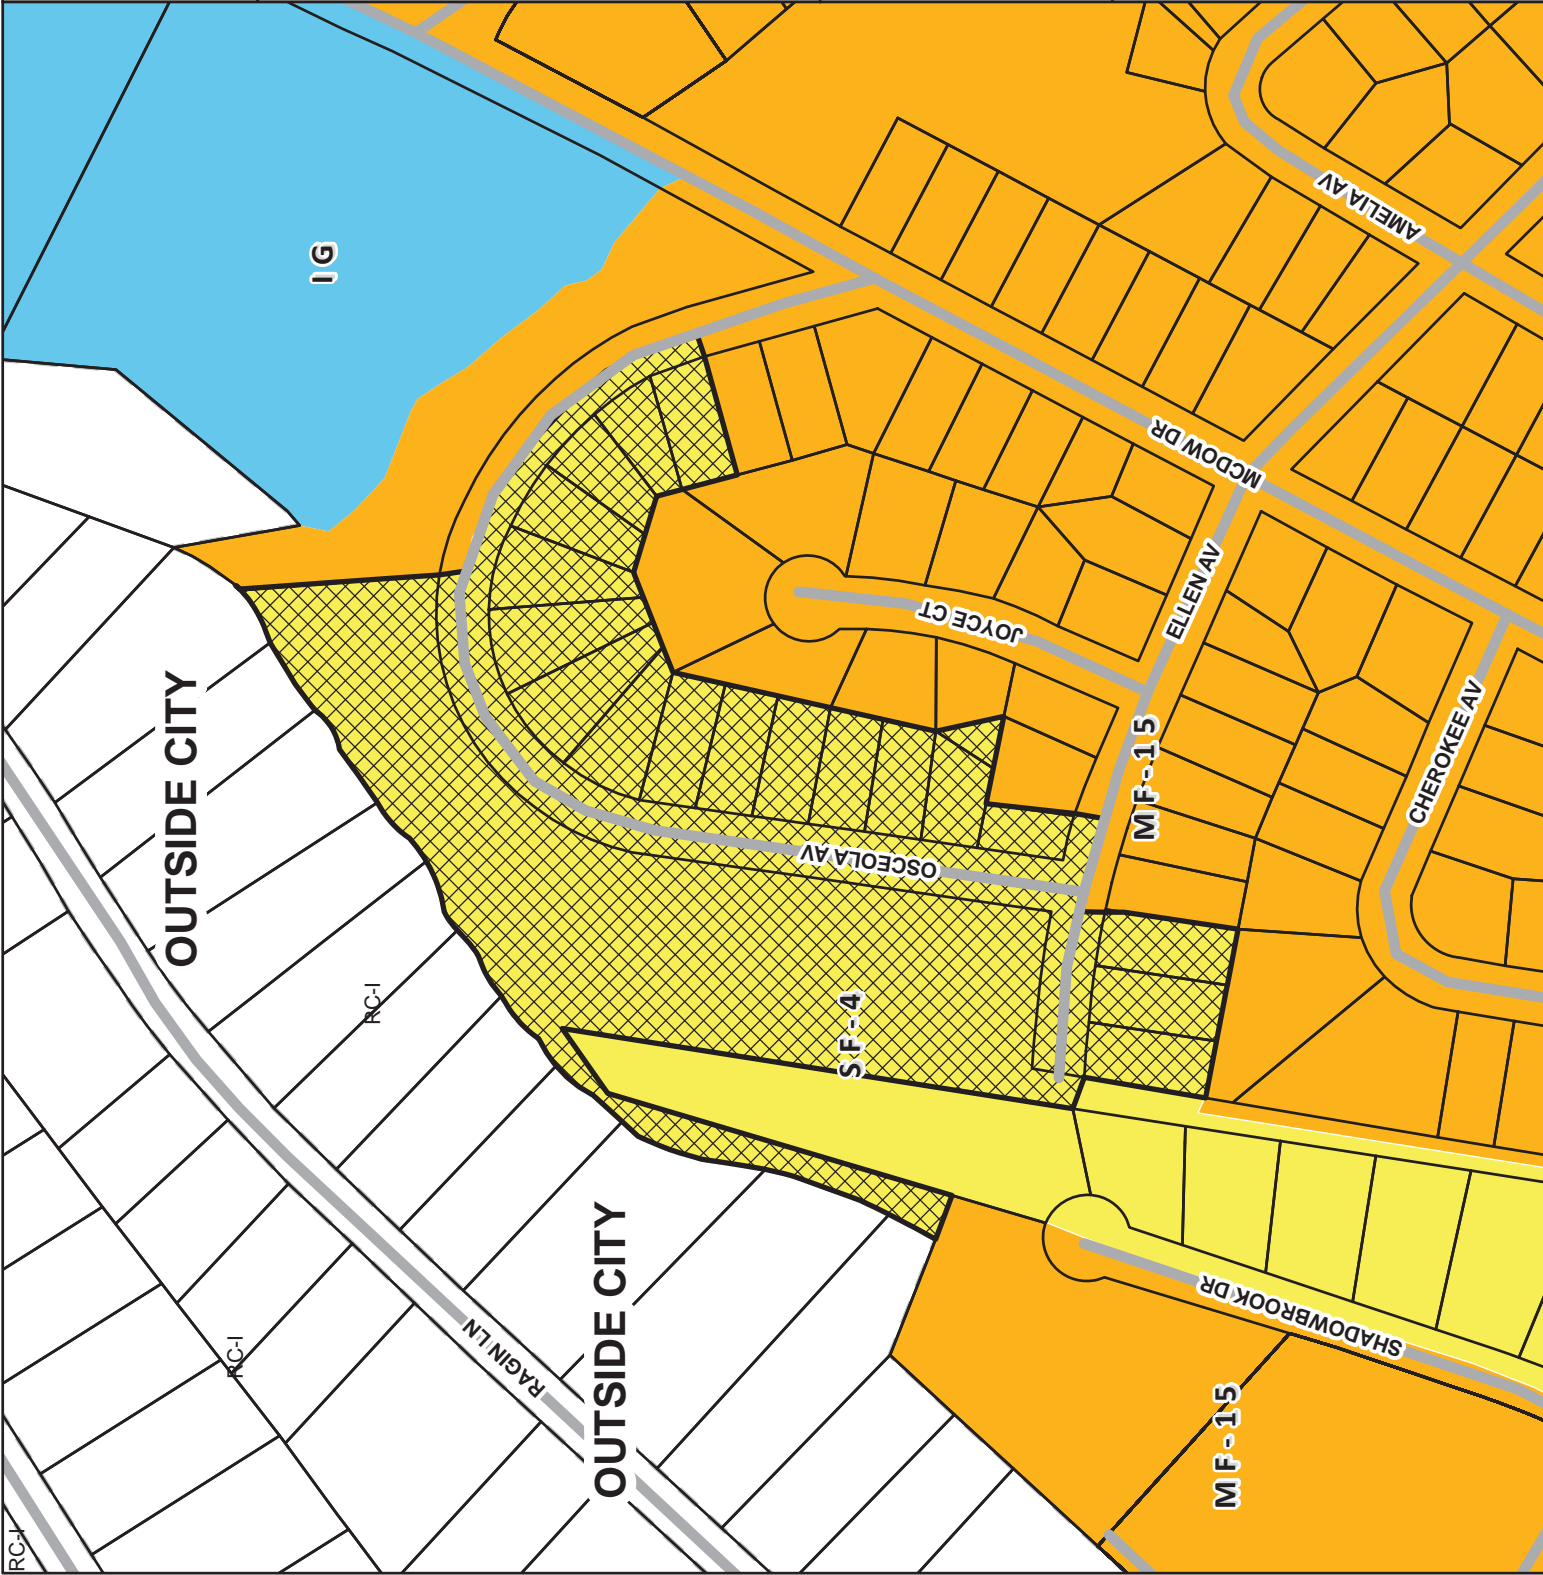 I G
AMELIA AV
MCDOW DR
ELLEN AV
JOYCE CT
OUTSIDE CITY
CHEROKEE AV
M F - 1 5
OSCEOLA AV
RC-I
S F - 4
SHADOWBROOK DR
RC-I
RAGIN LN
OUTSIDE CITY
M F - 1 5
RC-I